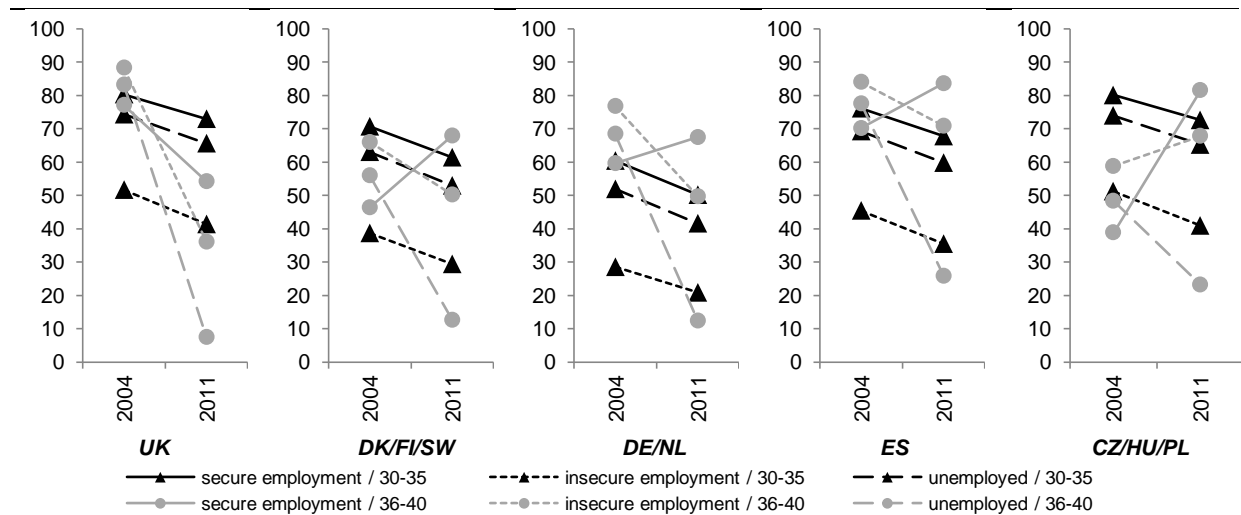 100 100 100 100 100
90 90 90 90 90
80 80 80 80 80
70 70 70 70 70
60 60 60 60 60
50 50 50 50 50
40 40 40 40 40
30 30 30 30 30
20 20 20 20 20
10 10 10 10 10
0 0 0 0 0
2004 2011 2004 2011 2004 2011 2004 2011 2004 2011
UK DK/FI/SW DE/NL ES CZ/HU/PL
secure employment / 30-35 insecure employment / 30-35 unemployed / 30-35
secure employment / 36-40 insecure employment / 36-40 unemployed / 36-40